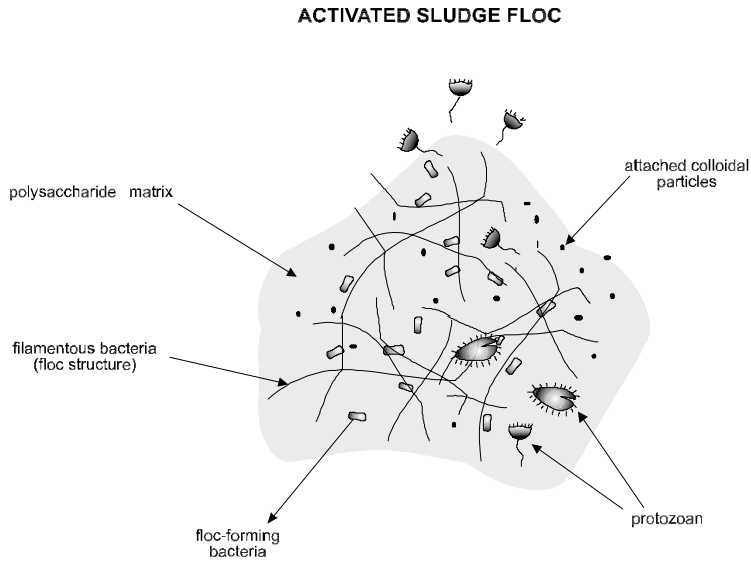 ACTIVATED SLUDGE FLOC
attached colloidal
particles
polysaccharide matrix
filamentous bacteria
(floc structure)
protozoan
floc-forming
bacteria